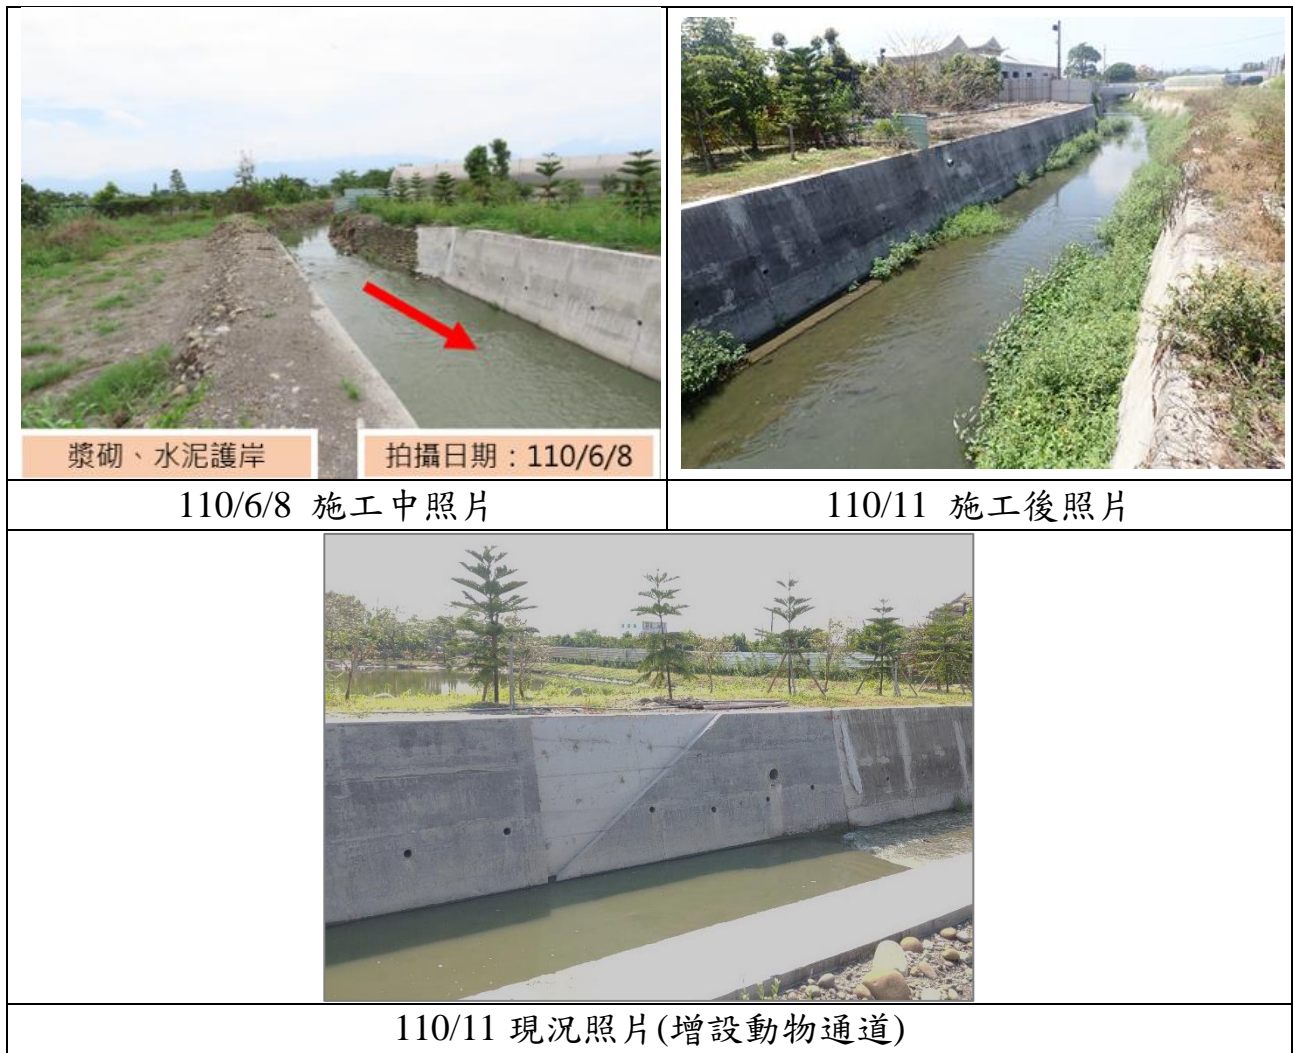 漿砌、水泥護岸
拍攝日期：110/6/8
110/6/8 施工中照片
110/11 施工後照片
110/11 現況照片(增設動物通道)